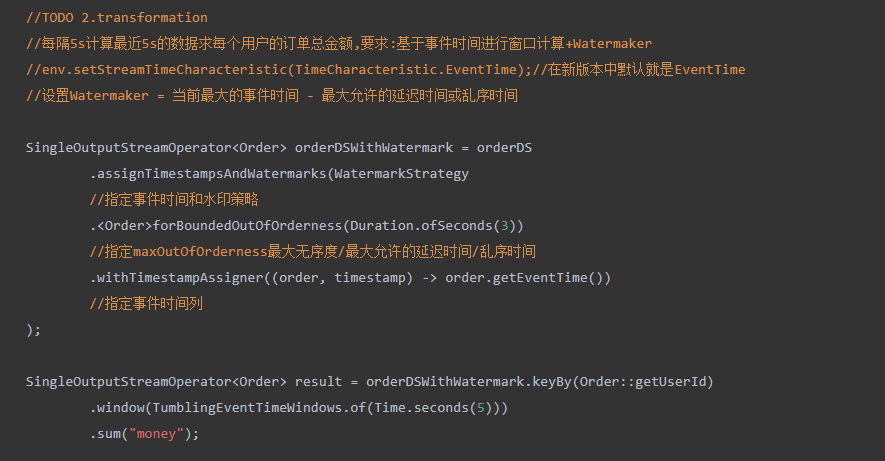 //TODO 2.transformation
//每隔5s计算最近5s的数据求每个用户的订单总金额,要求:基于事件时间进行窗口计算+Watermaker
//env.setStreamTimeCharacteristic(TimeCharacteristic.EventTime);//在新版本中默认就是EventTime
//设置Watermaker = 当前最大的事件时间 - 最大允许的延迟时间或乱序时间
SingleOutputStreamOperator<Order> orderDSWithWatermark = orderDS
.assignTimestampsAndWatermarks(WatermarkStrategy
//指定事件时间和水印策略
.<Order>forBoundedOutOfOrderness(Duration.ofSeconds(3))
//指定maxOutOfOrderness最大无序度/最大允许的延迟时间/乱序时间
.withTimestampAssigner((order, timestamp) -> order.getEventTime())
//指定事件时间列
);
SingleOutputStreamOperator<Order> result = orderDSWithWatermark.keyBy(Order::getUserId)
.window(TumblingEventTimeWindows.of(Time.seconds(5)))
.sum("money");